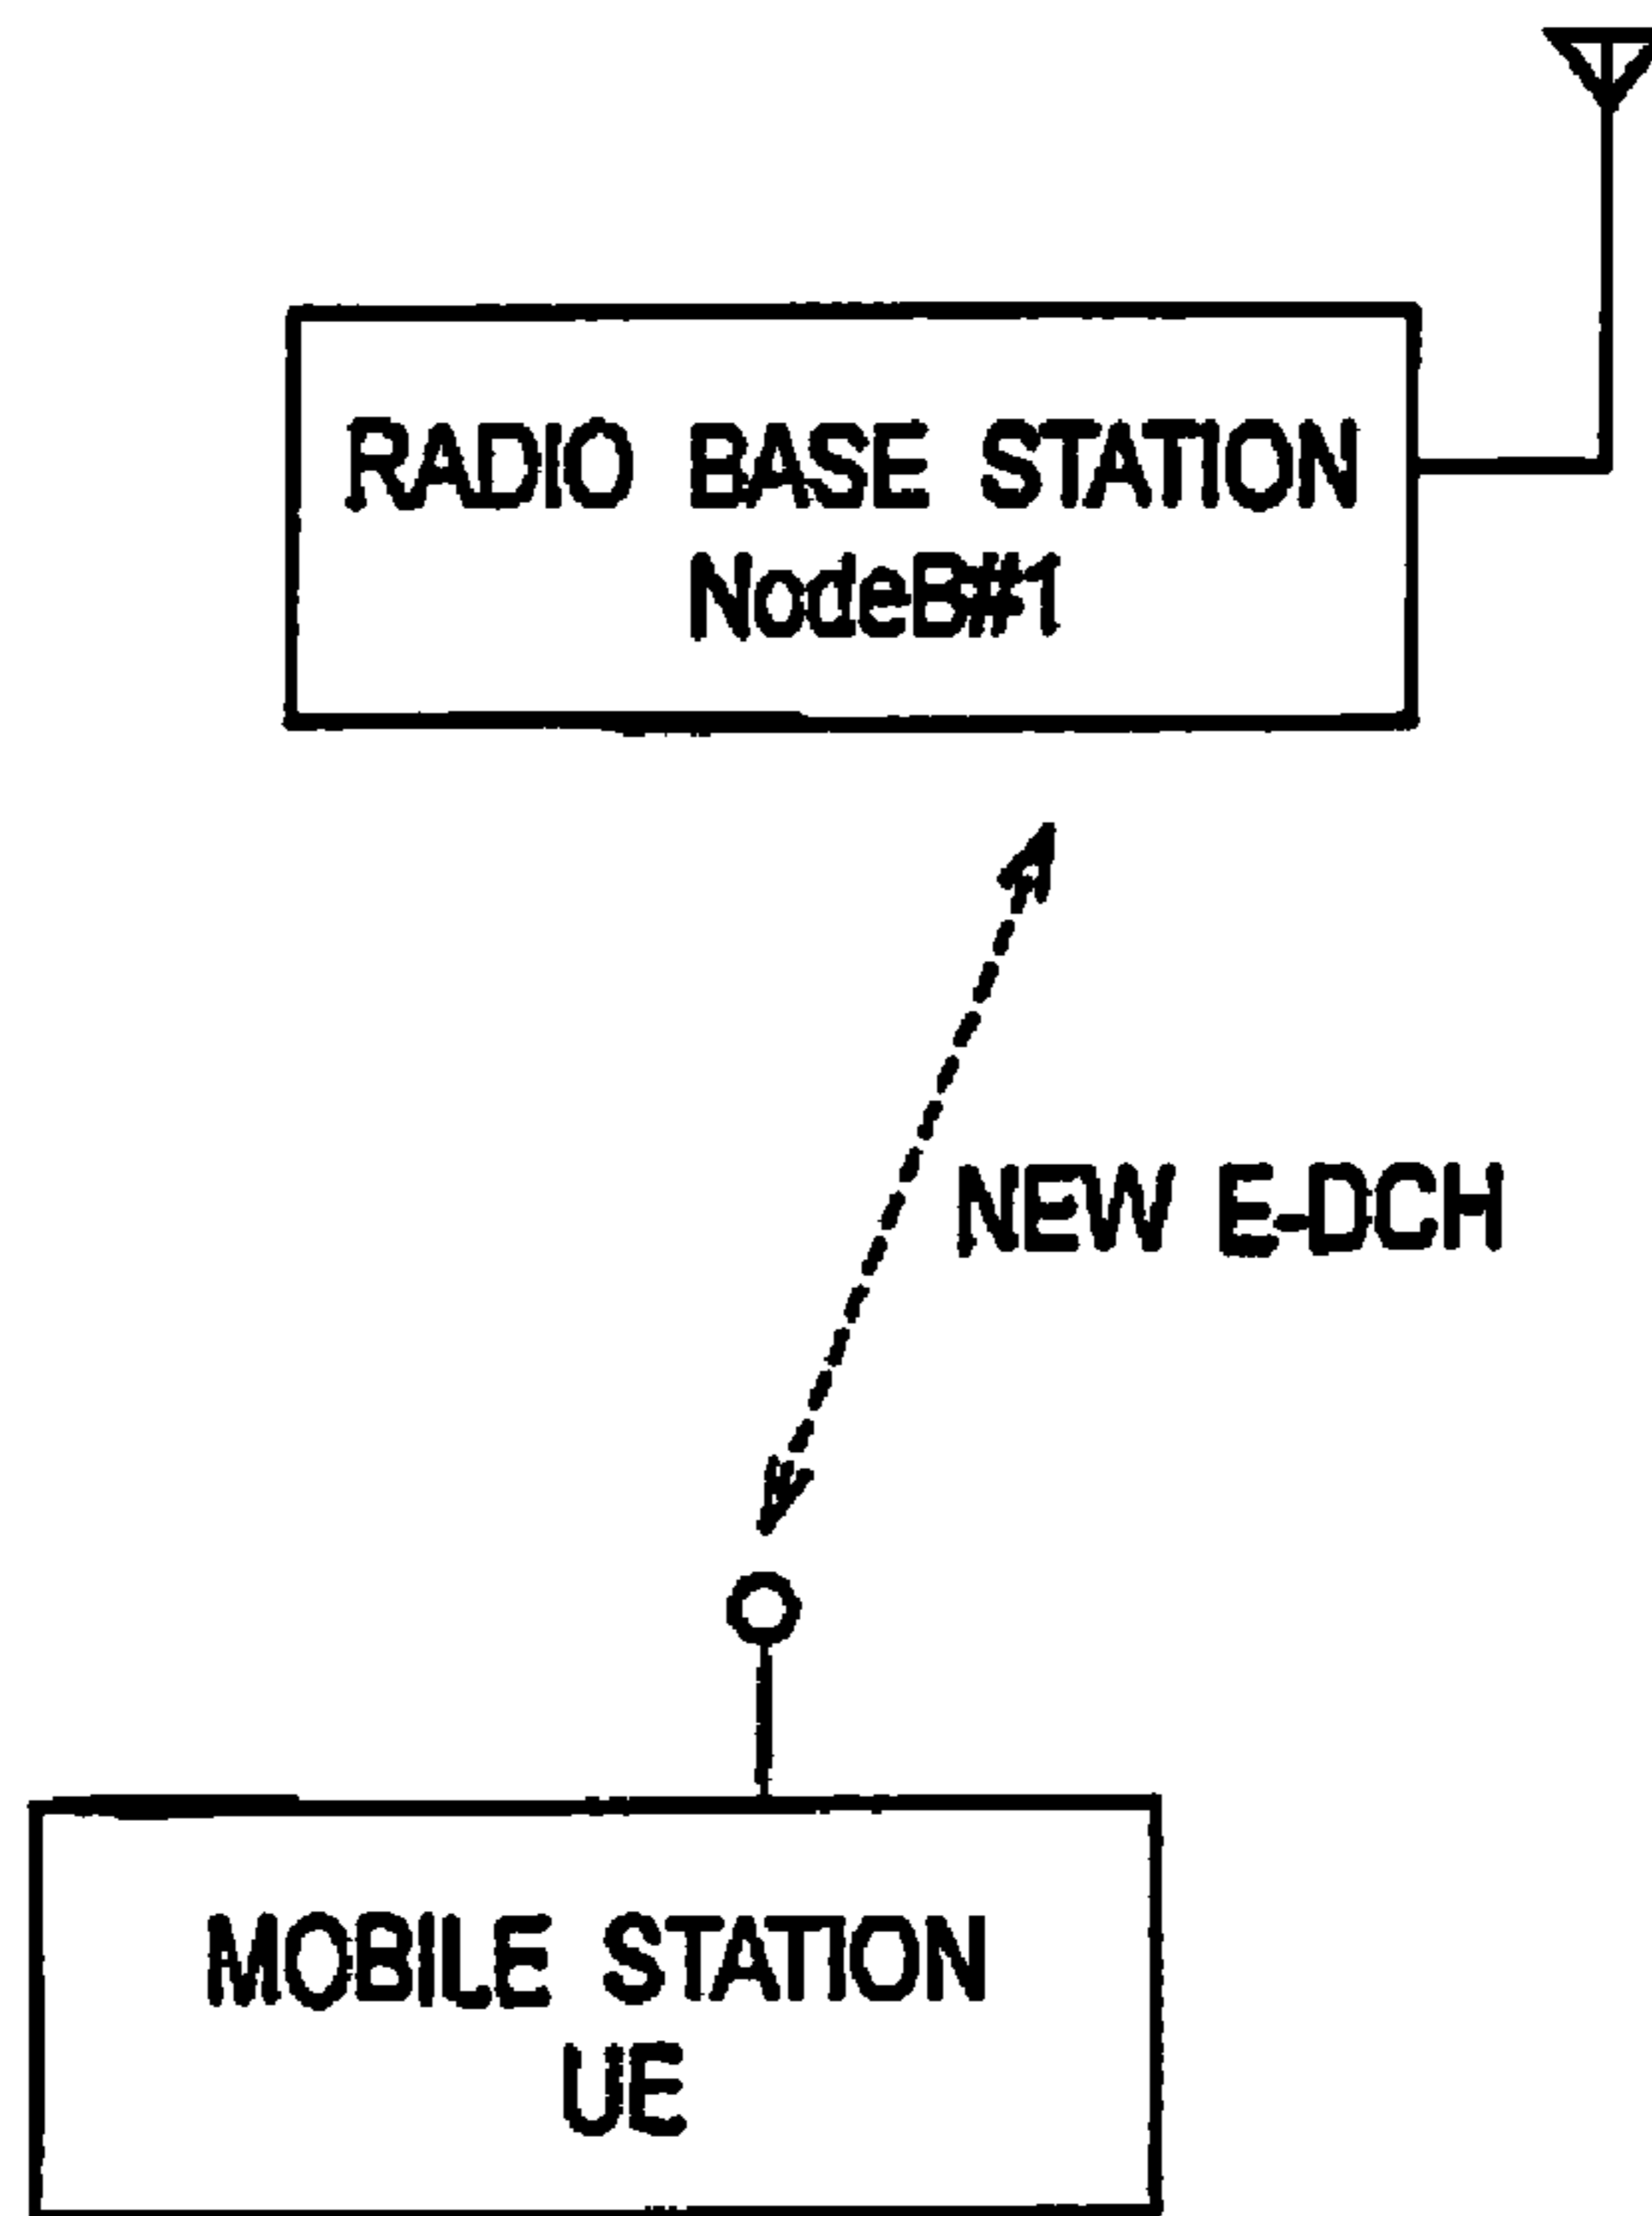 RADIO BASE STATION
NodeB#1
NEW E-DCH
MOBILE STATION
UE